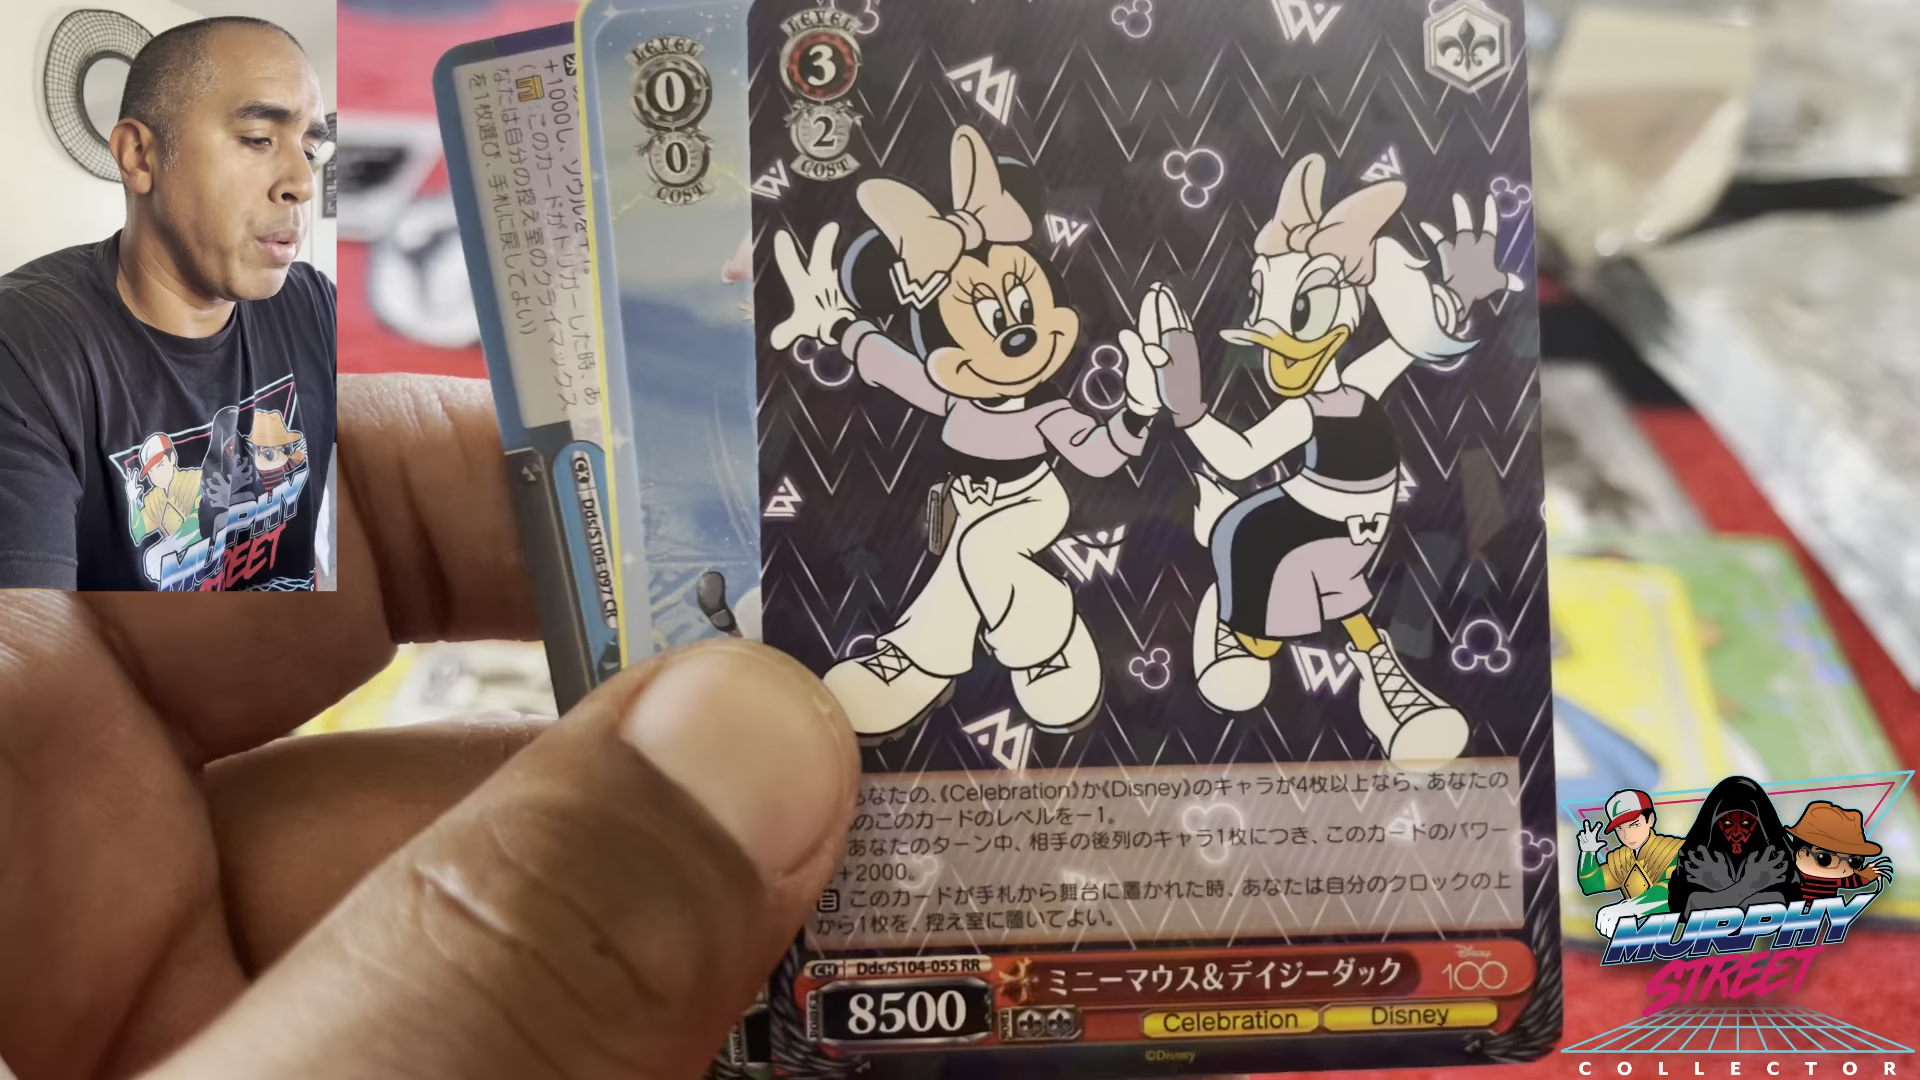 LEVEL
0
0
COST
+1000し、ソウルを
(このカードがトリガーした時、あ
なたは自分の控え室のクライマックス
を1枚選び、手札に戻してよい)
CX Dds/S104-097 CR
LEVEL
3
2
COST
あなたの、《Celebration》か《Disney》のキャラが4枚以上なら、あなたの
のこのカードのレベルを－1。
あなたのターン中、相手の後列のキャラ1枚につき、このカードのパワー
+2000。
このカードが手札から舞台に置かれた時、あなたは自分のクロックの上
から1枚を、控え室に置いてよい。
CH Dds/S104-055 RR
ミニーマウス&デイジーダック
Disney 100
8500
Celebration
Disney
©Disney
MURPHY
STREET
MURPHY
STREET
COLLECTOR